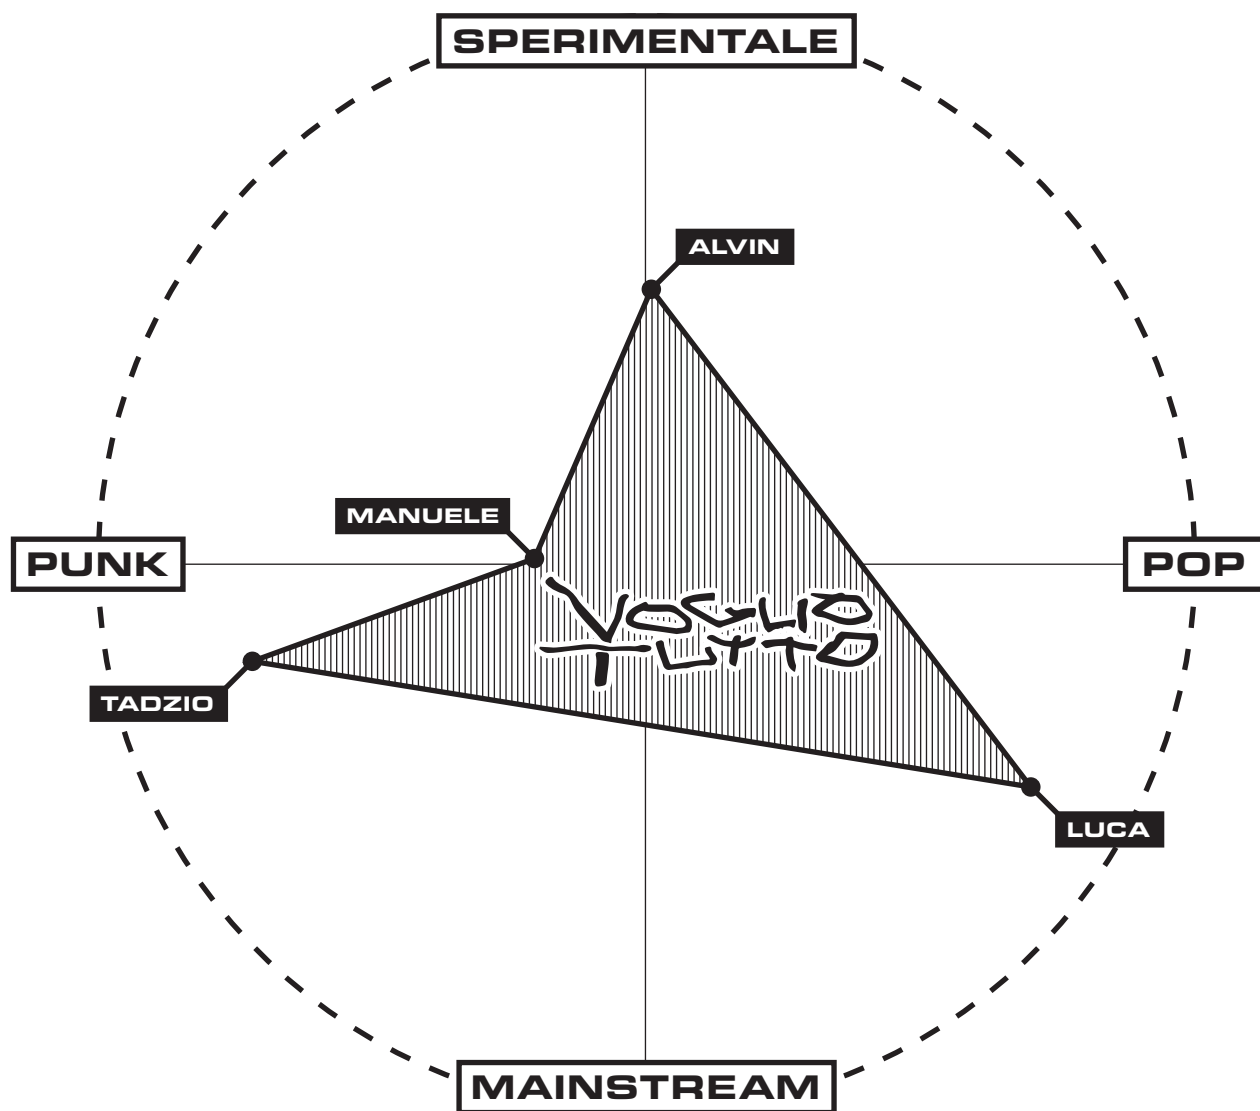 SPERIMENTALE
ALVIN
MANUELE
PUNK
POP
VOGLIO
TUTTO
TADZIO
LUCA
MAINSTREAM